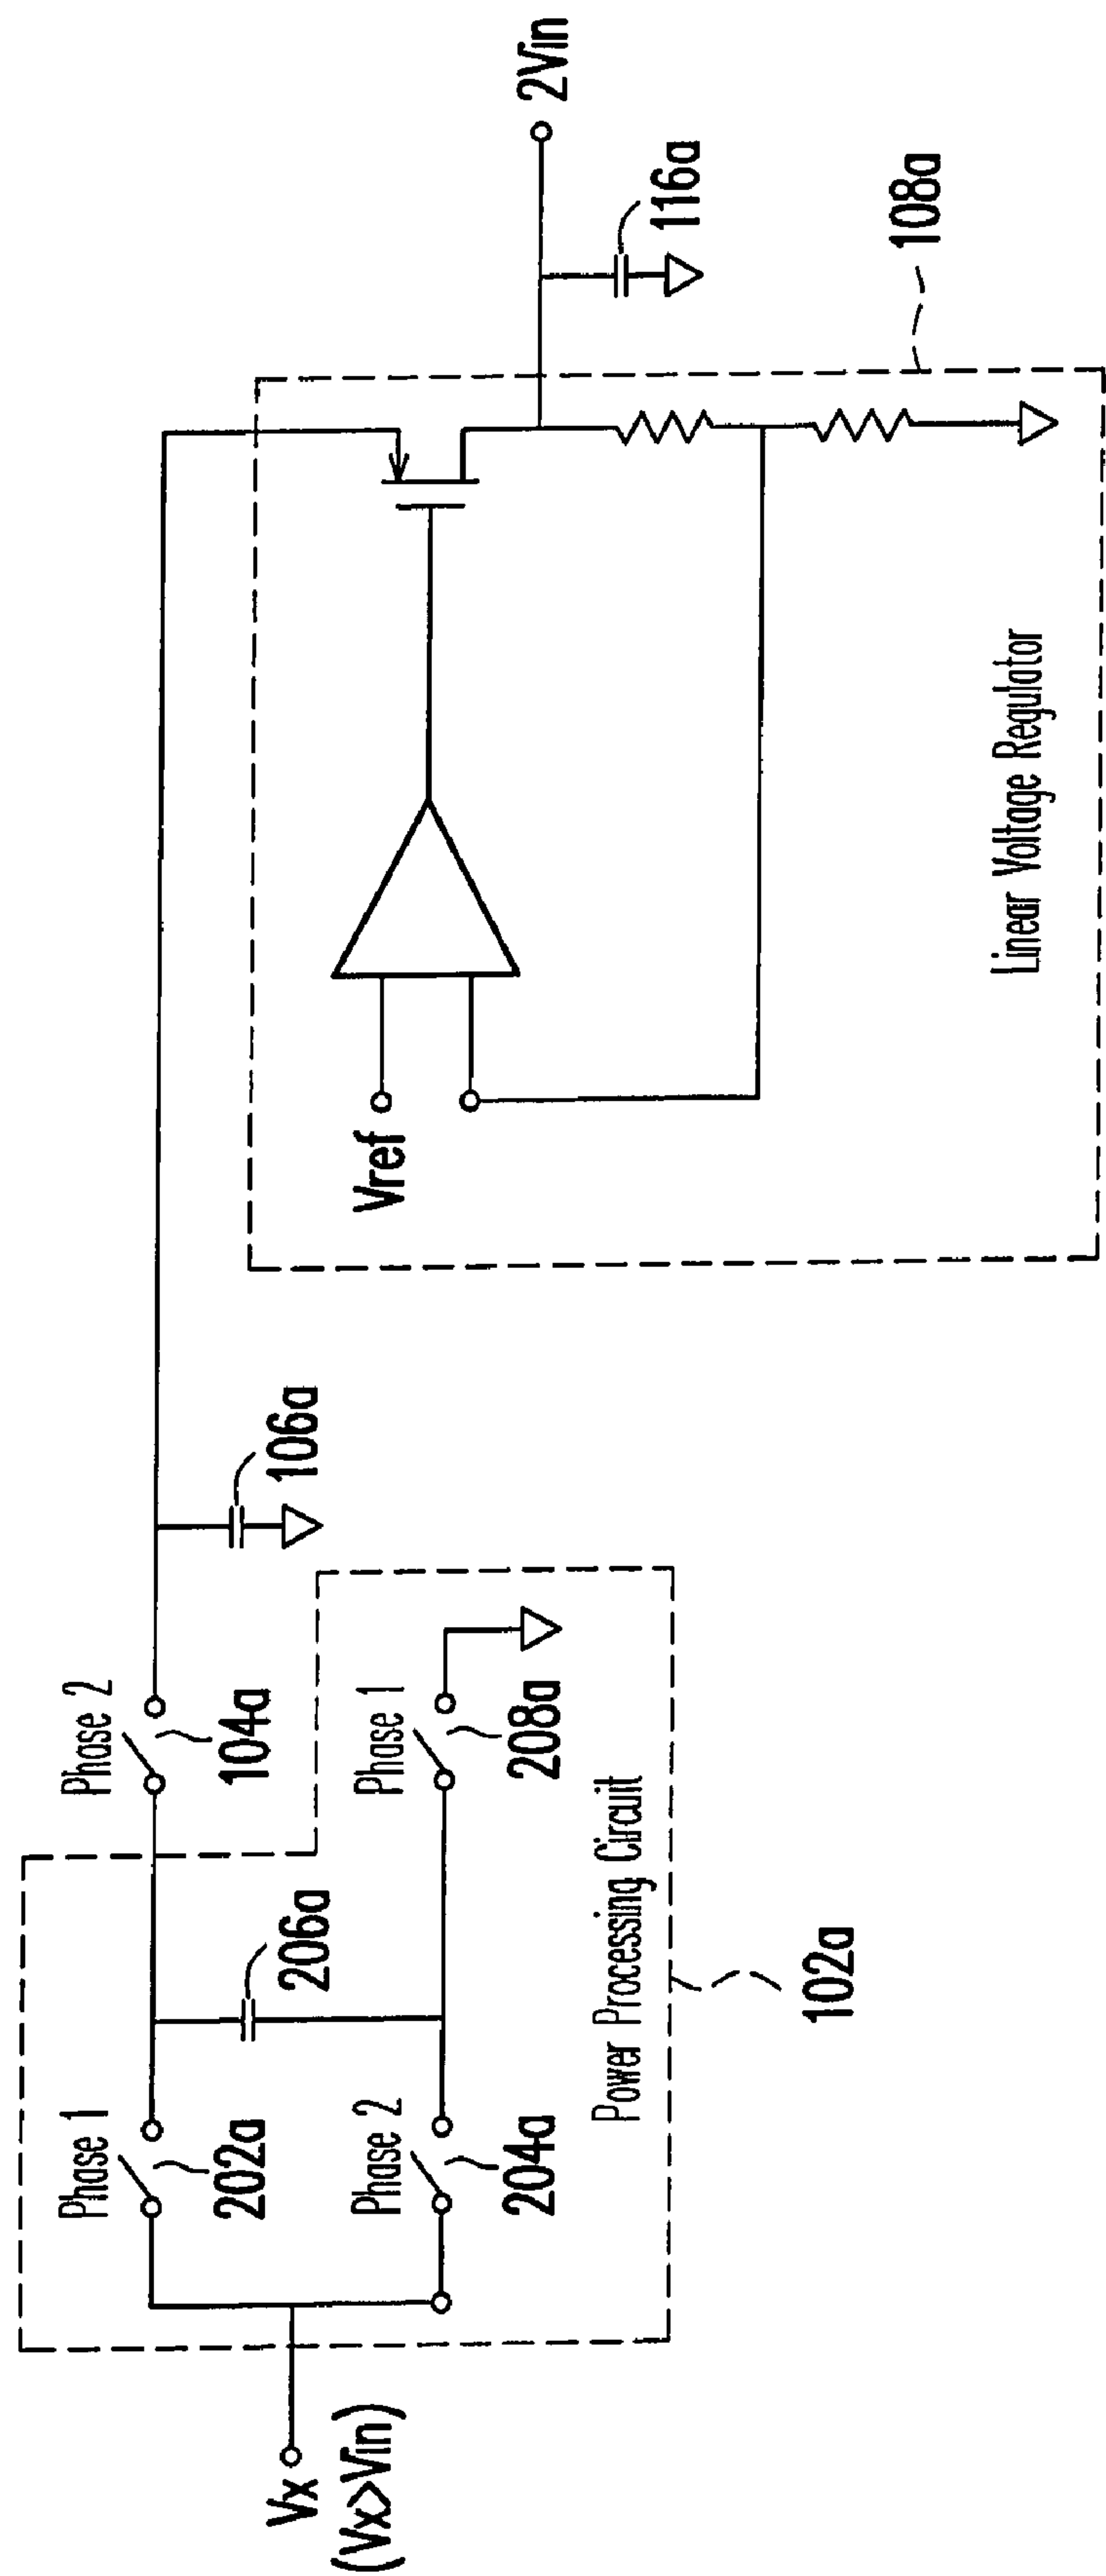 Vx
(Vx>Vin)
Phase 1
202a
Phase 2
204a
206a
Phase 2
104a
Phase 1
208a
Power Processing Circuit
102a
106a
Vref
Linear Voltage Regulator
108a
116a
2Vin